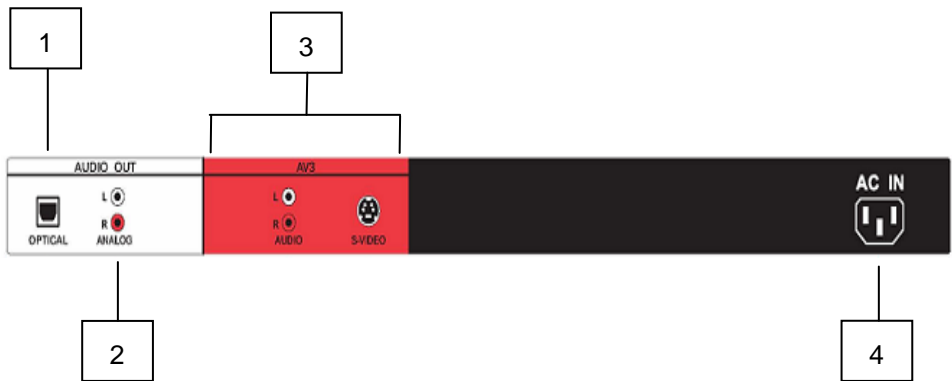 1
3
AUDIO OUT
AV3
AC IN
L
R
OPTICAL
ANALOG
L
R
AUDIO
S-VIDEO
2
4